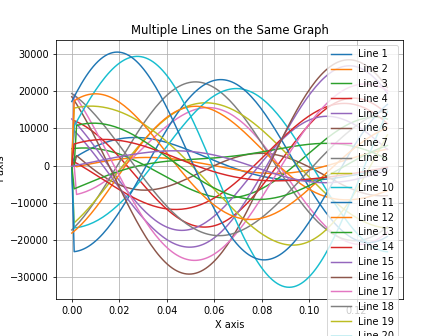 Multiple Lines on the Same Graph
30000
20000
10000
0
−10000
−20000
−30000
0.00 0.02 0.04 0.06 0.08 0.10
X axis
Line 1
Line 2
Line 3
Line 4
Line 5
Line 6
Line 7
Line 8
Line 9
Line 10
Line 11
Line 12
Line 13
Line 14
Line 15
Line 16
Line 17
Line 18
Line 19
Line 20